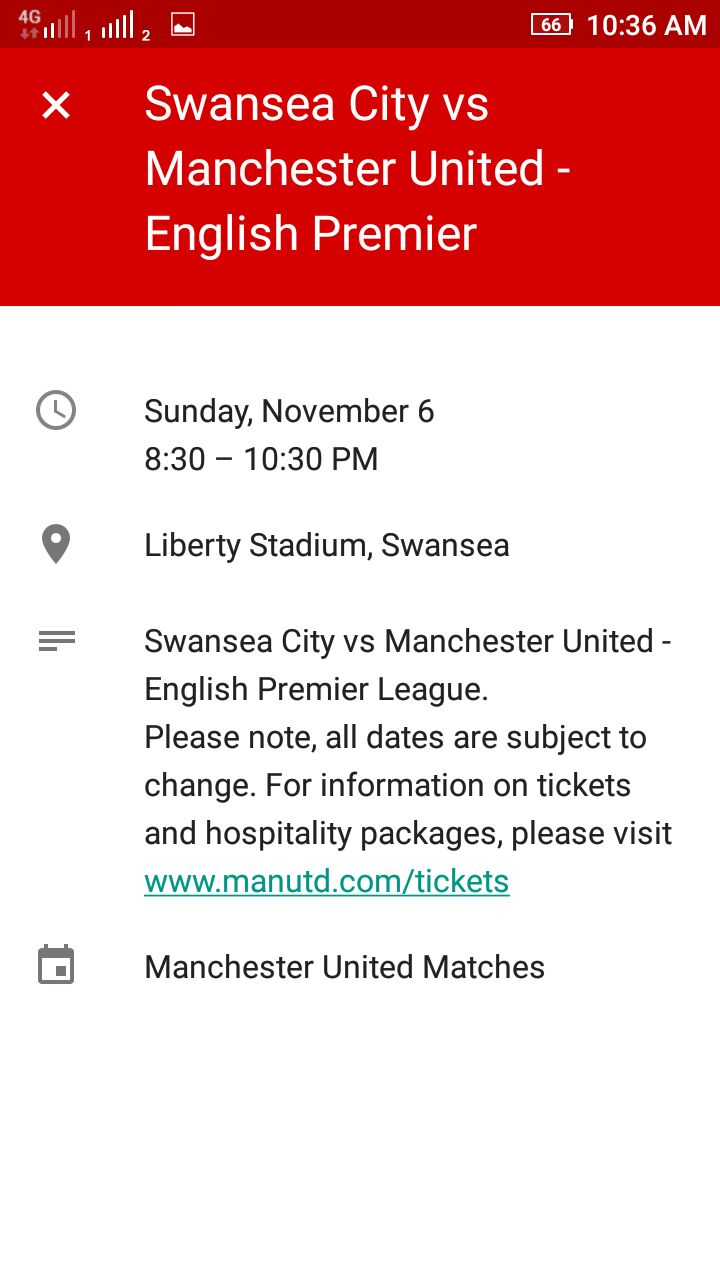 4G 1 2 66 10:36 AM
Swansea City vs
Manchester United -
English Premier
Sunday, November 6
8:30 – 10:30 PM
Liberty Stadium, Swansea
Swansea City vs Manchester United -
English Premier League.
Please note, all dates are subject to
change. For information on tickets
and hospitality packages, please visit
www.manutd.com/tickets
Manchester United Matches